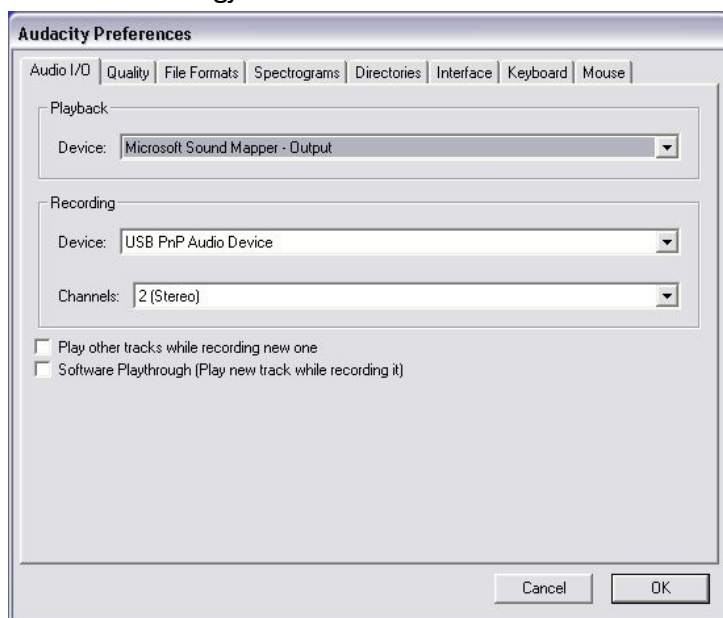 Audacity Preferences
Audio I/O Quality File Formats Spectrograms Directories Interface Keyboard Mouse
Playback
Device: Microsoft Sound Mapper - Output
Recording
Device: USB PnP Audio Device
Channels: 2 (Stereo)
Play other tracks while recording new one
Software Playthrough (Play new track while recording it)
Cancel OK